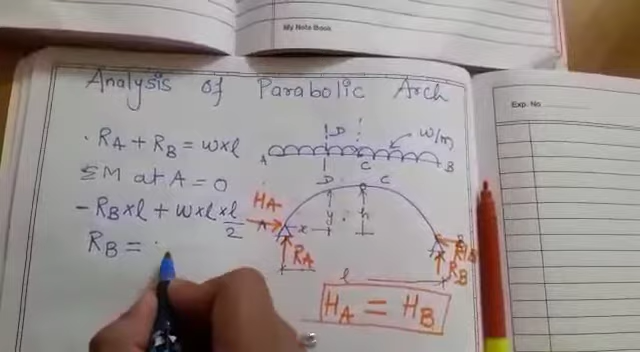 My Note Book
Analysis of Parabolic Arch
Exp. No
. RA + RB = w×l
ΣM at A = 0
- RB×l + w×l×l/2
RB =
D
w/m
A
C
B
D
C
HA
A
x
y
h
RA
l
RB
HA = HB